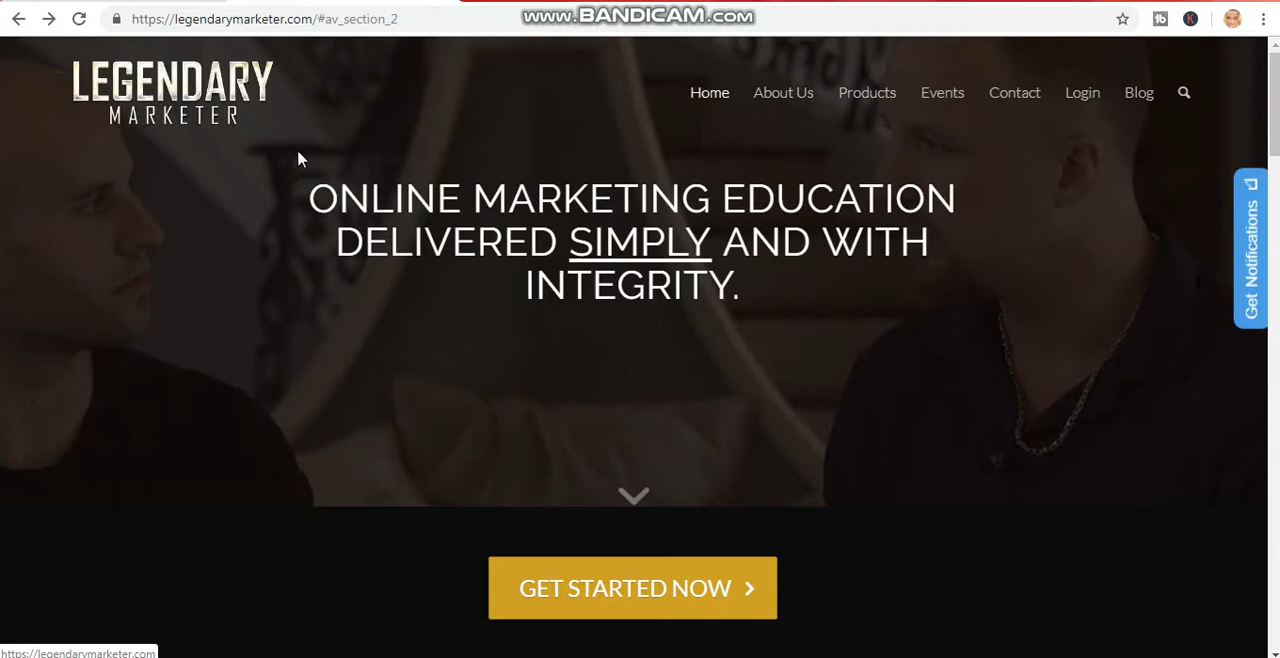 https://legendarymarketer.com/#av_section_2
www.BANDICAM.com
LEGENDARY
MARKETER
Home About Us Products Events Contact Login Blog
ONLINE MARKETING EDUCATION
DELIVERED SIMPLY AND WITH
INTEGRITY.
Get Notifications
GET STARTED NOW
https://legendarymarketer.com